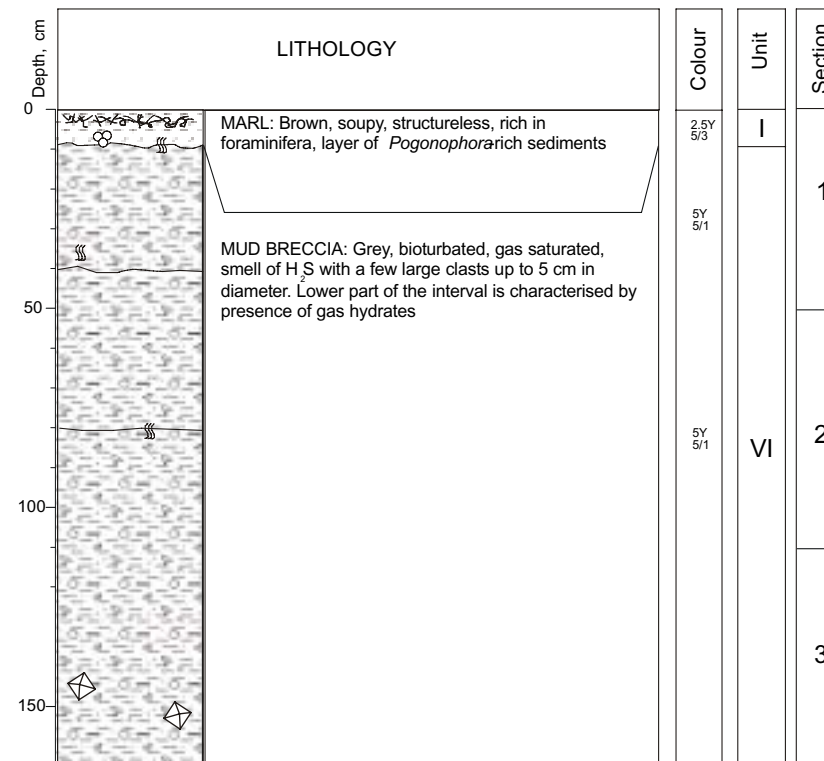 Depth, cm
LITHOLOGY
Colour
Unit
Section
0
MARL: Brown, soupy, structureless, rich in
foraminifera, layer of Pogonophora-rich sediments
2.5Y
5/3
I
1
5Y
5/1
MUD BRECCIA: Grey, bioturbated, gas saturated,
smell of H2S with a few large clasts up to 5 cm in
diameter. Lower part of the interval is characterised by
presence of gas hydrates
50
5Y
5/1
VI
2
100
3
150